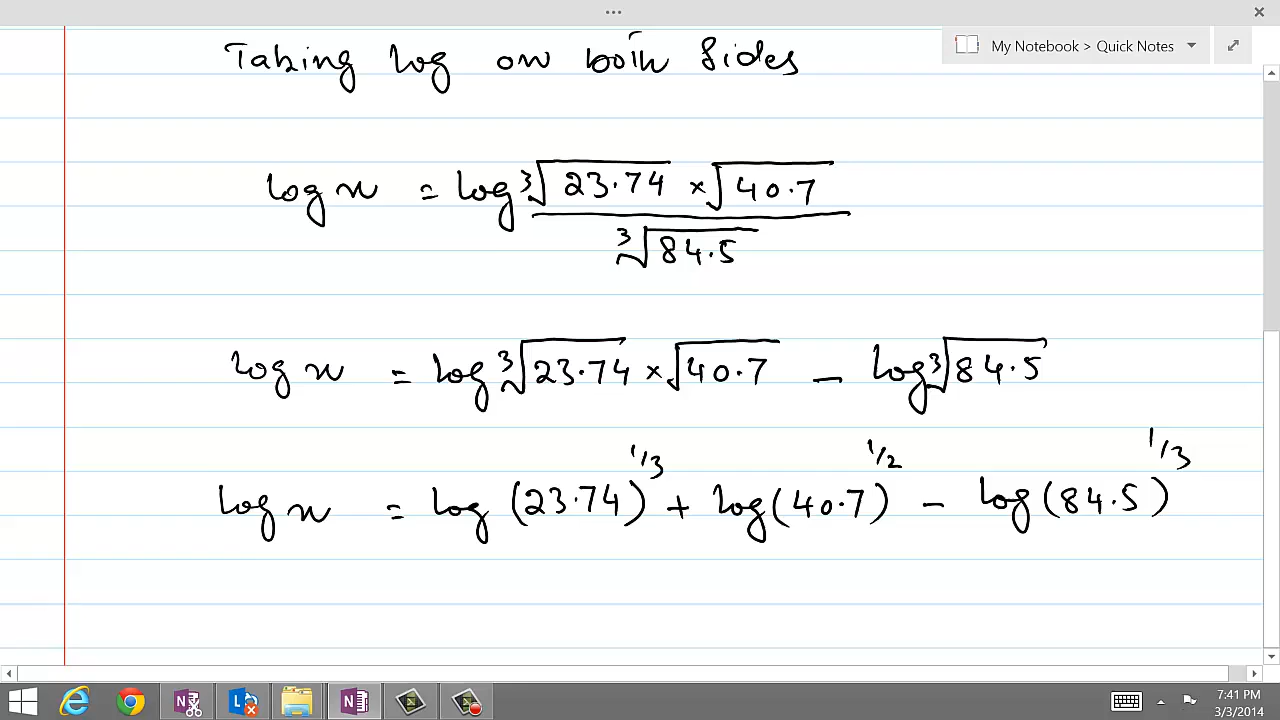 My Notebook > Quick Notes
Taking log on both Sides
log x = log ∛23.74 × √40.7
∛84.5
log x = log ∛23.74 × √40.7 – log ∛84.5
log x = log (23.74)^1/3 + log (40.7)^1/2 – log (84.5)^1/3
7:41 PM
3/3/2014